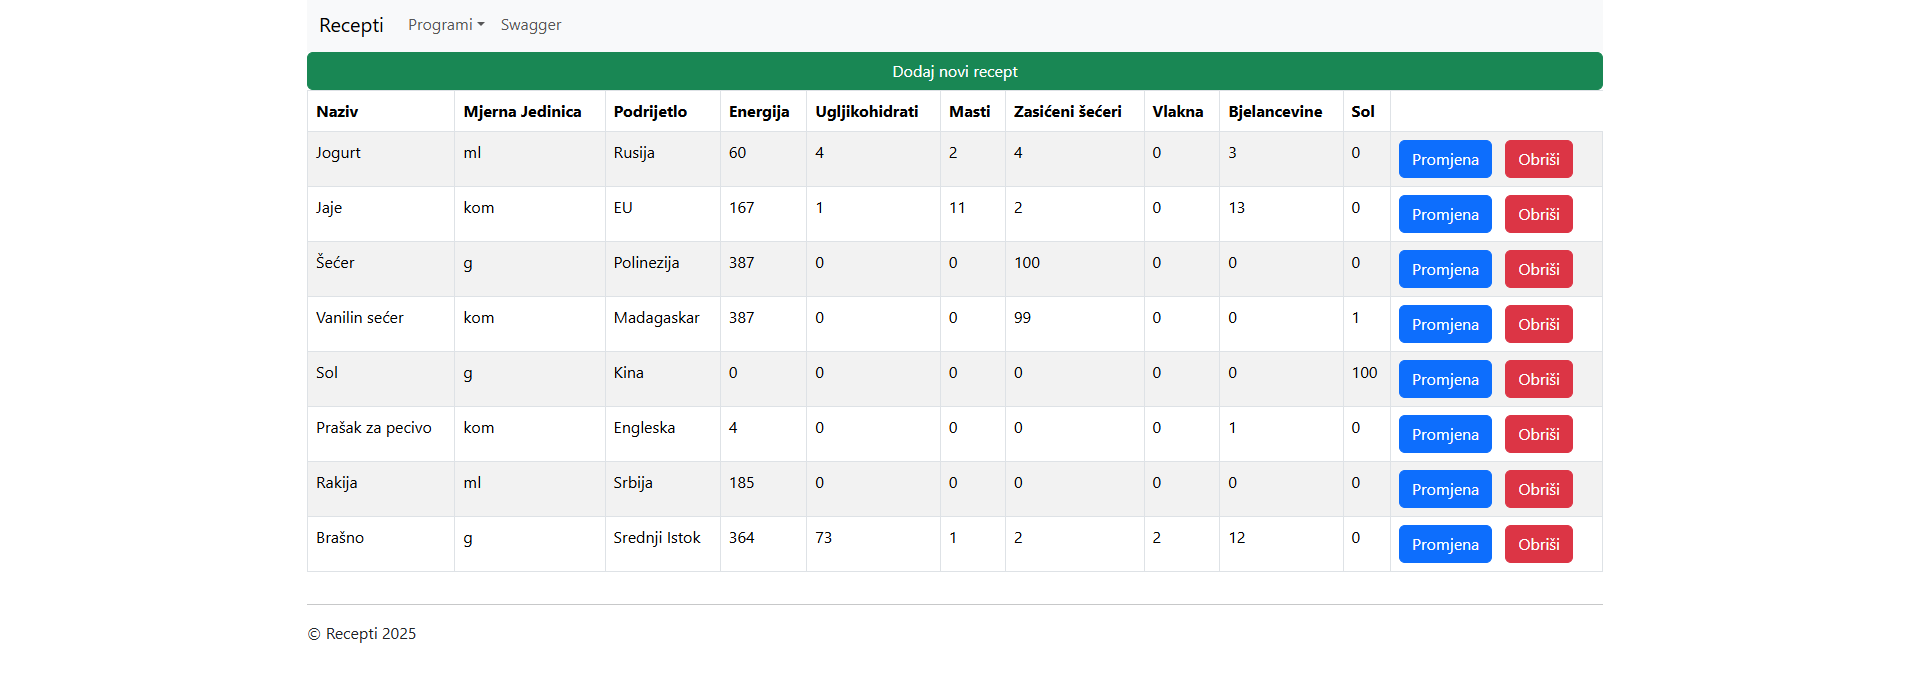 Recepti Programi Swagger
Dodaj novi recept
Naziv Mjerna Jedinica Podrijetlo Energija Ugljikohidrati Masti Zasićeni šećeri Vlakna Bjelancevine Sol
Jogurt ml Rusija 60 4 2 4 0 3 0 Promjena Obriši
Jaje kom EU 167 1 11 2 0 13 0 Promjena Obriši
Šećer g Polinezija 387 0 0 100 0 0 0 Promjena Obriši
Vanilin sećer kom Madagaskar 387 0 0 99 0 0 1 Promjena Obriši
Sol g Kina 0 0 0 0 0 0 100 Promjena Obriši
Prašak za pecivo kom Engleska 4 0 0 0 0 1 0 Promjena Obriši
Rakija ml Srbija 185 0 0 0 0 0 0 Promjena Obriši
Brašno g Srednji Istok 364 73 1 2 2 12 0 Promjena Obriši
© Recepti 2025